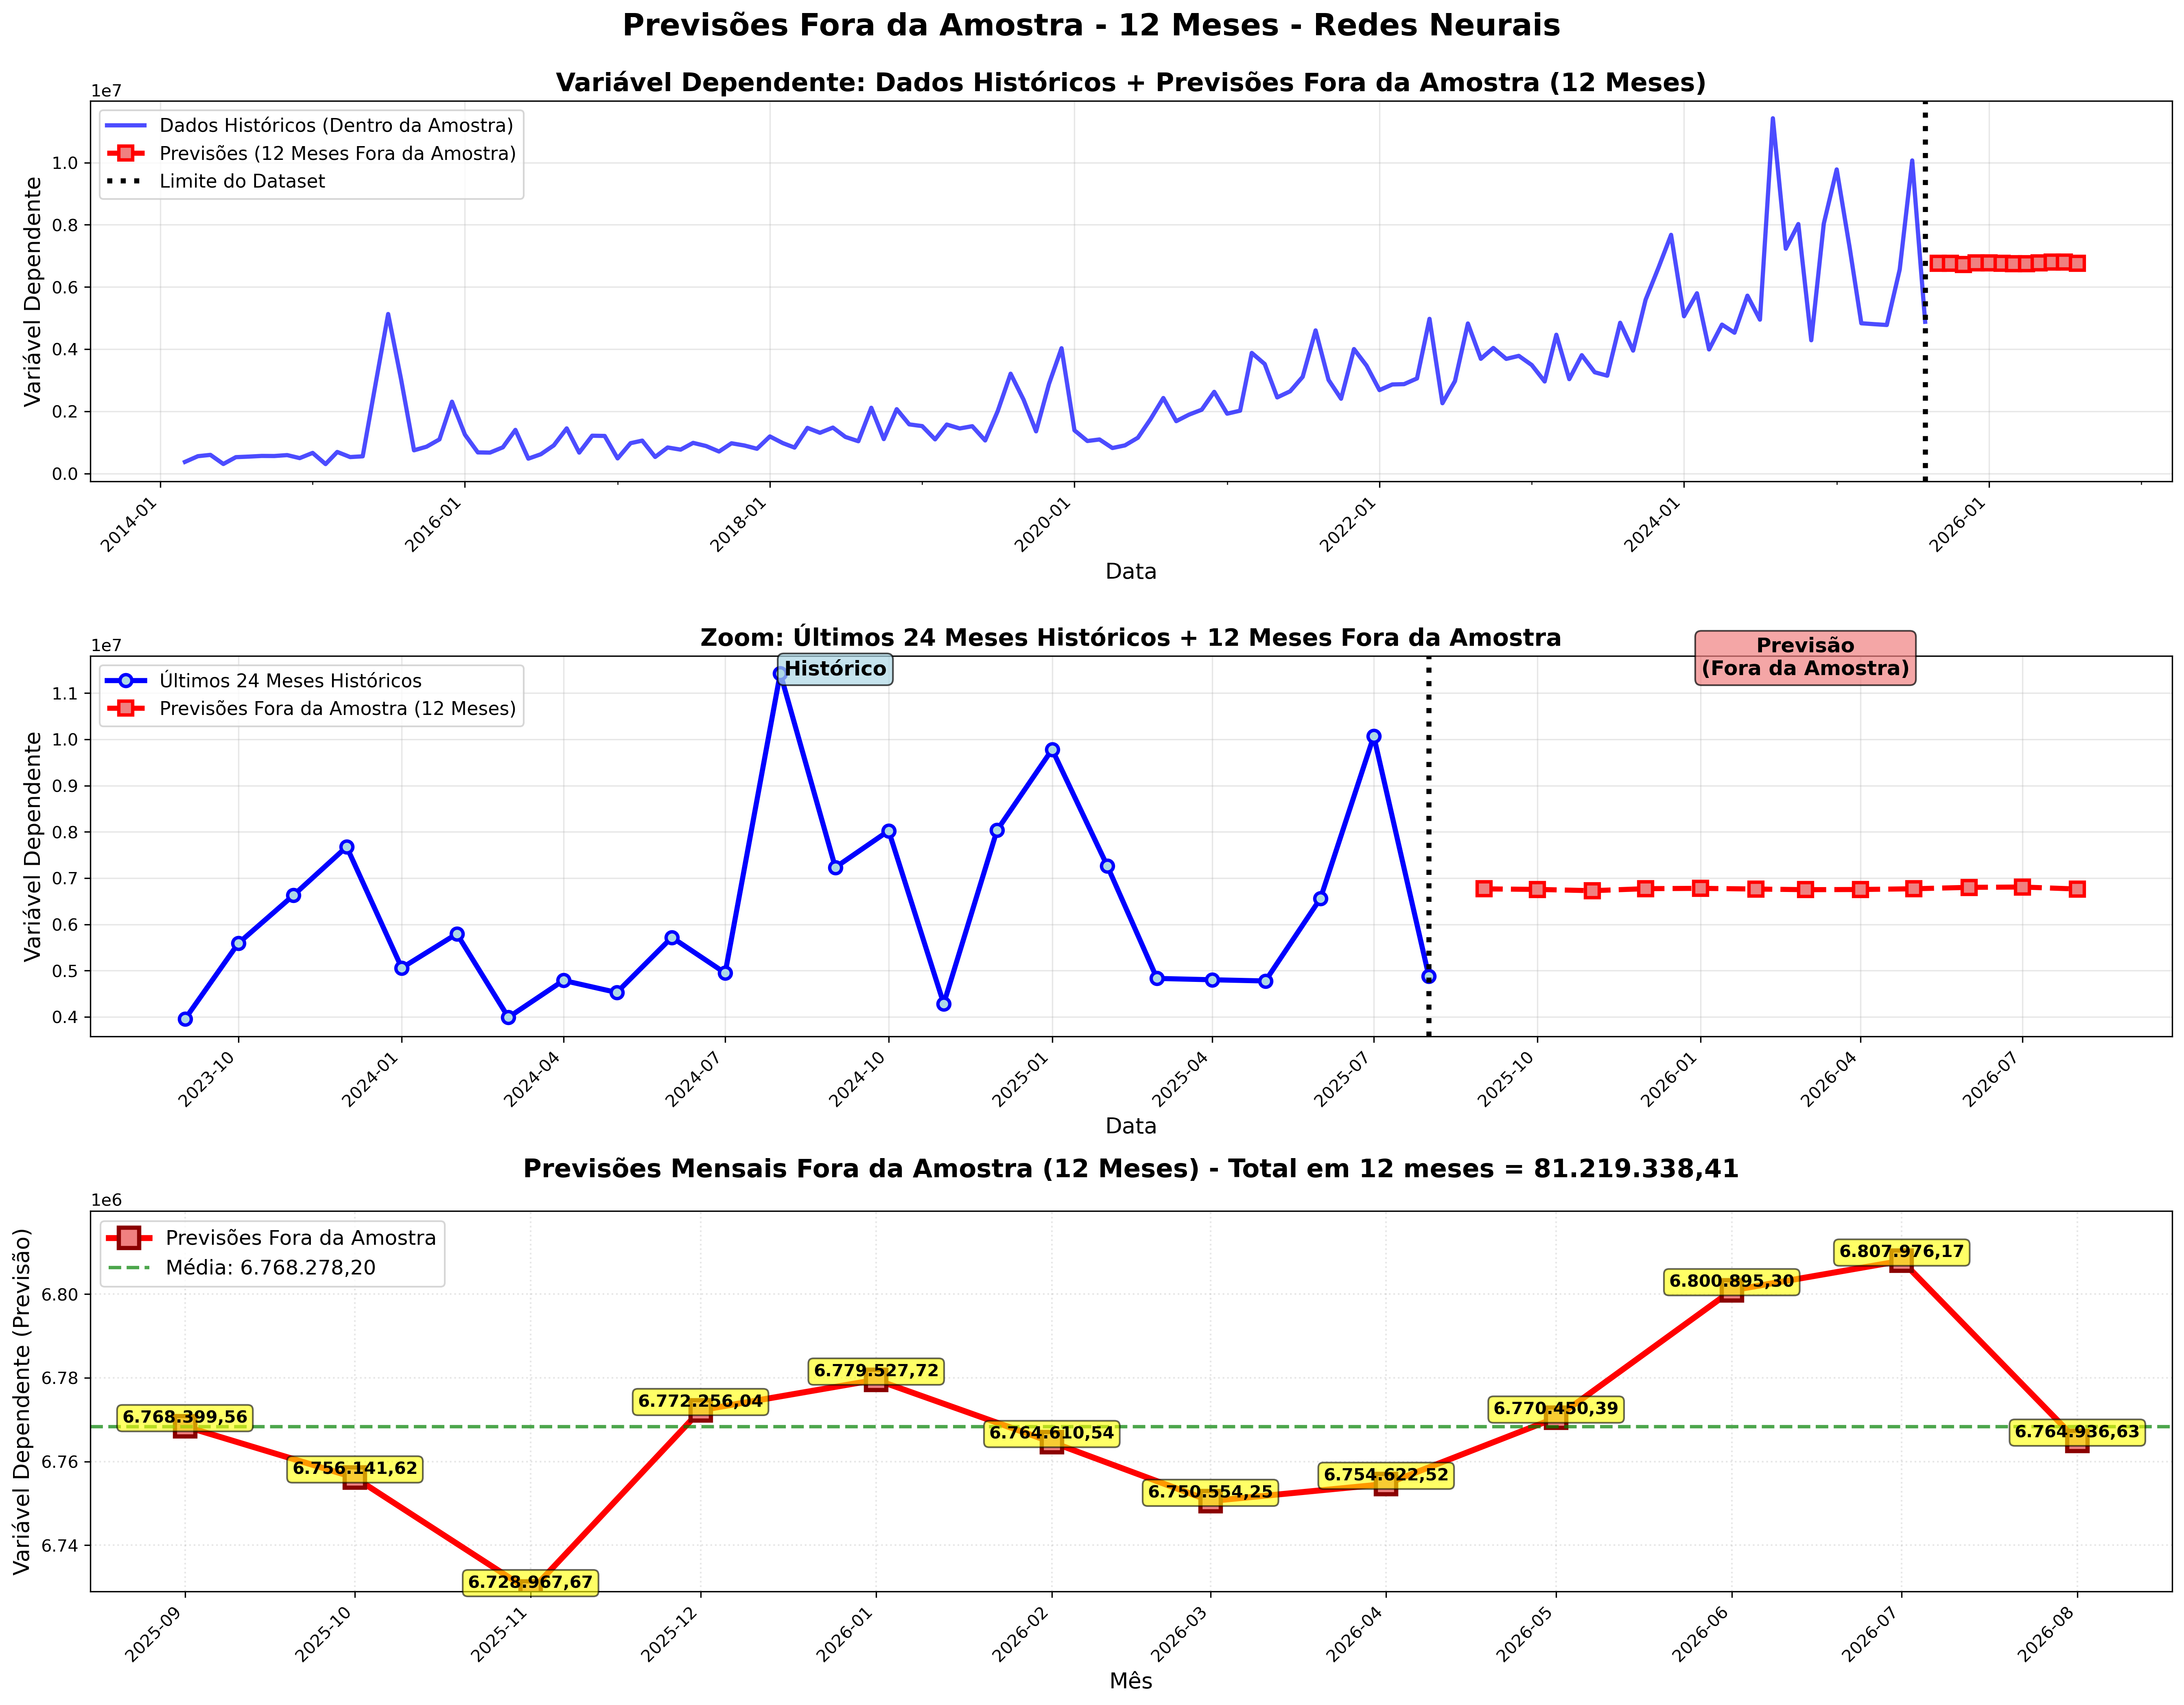 Previsões Fora da Amostra - 12 Meses - Redes Neurais
Variável Dependente: Dados Históricos + Previsões Fora da Amostra (12 Meses)
1e7
Dados Históricos (Dentro da Amostra)
Previsões (12 Meses Fora da Amostra)
Limite do Dataset
Variável Dependente
1.0
0.8
0.6
0.4
0.2
0.0
2014-01
2016-01
2018-01
2020-01
2022-01
2024-01
2026-01
Data
Zoom: Últimos 24 Meses Históricos + 12 Meses Fora da Amostra
1e7
Últimos 24 Meses Históricos
Previsões Fora da Amostra (12 Meses)
Histórico
Previsão
(Fora da Amostra)
Variável Dependente
1.1
1.0
0.9
0.8
0.7
0.6
0.5
0.4
2023-10
2024-01
2024-04
2024-07
2024-10
2025-01
2025-04
2025-07
2025-10
2026-01
2026-04
2026-07
Data
Previsões Mensais Fora da Amostra (12 Meses) - Total em 12 meses = 81.219.338,41
1e6
Previsões Fora da Amostra
Média: 6.768.278,20
Variável Dependente (Previsão)
6.80
6.78
6.76
6.74
6.768.399,56
6.756.141,62
6.728.967,67
6.772.256,04
6.779.527,72
6.764.610,54
6.750.554,25
6.754.622,52
6.770.450,39
6.800.895,30
6.807.976,17
6.764.936,63
2025-09
2025-10
2025-11
2025-12
2026-01
2026-02
2026-03
2026-04
2026-05
2026-06
2026-07
2026-08
Mês